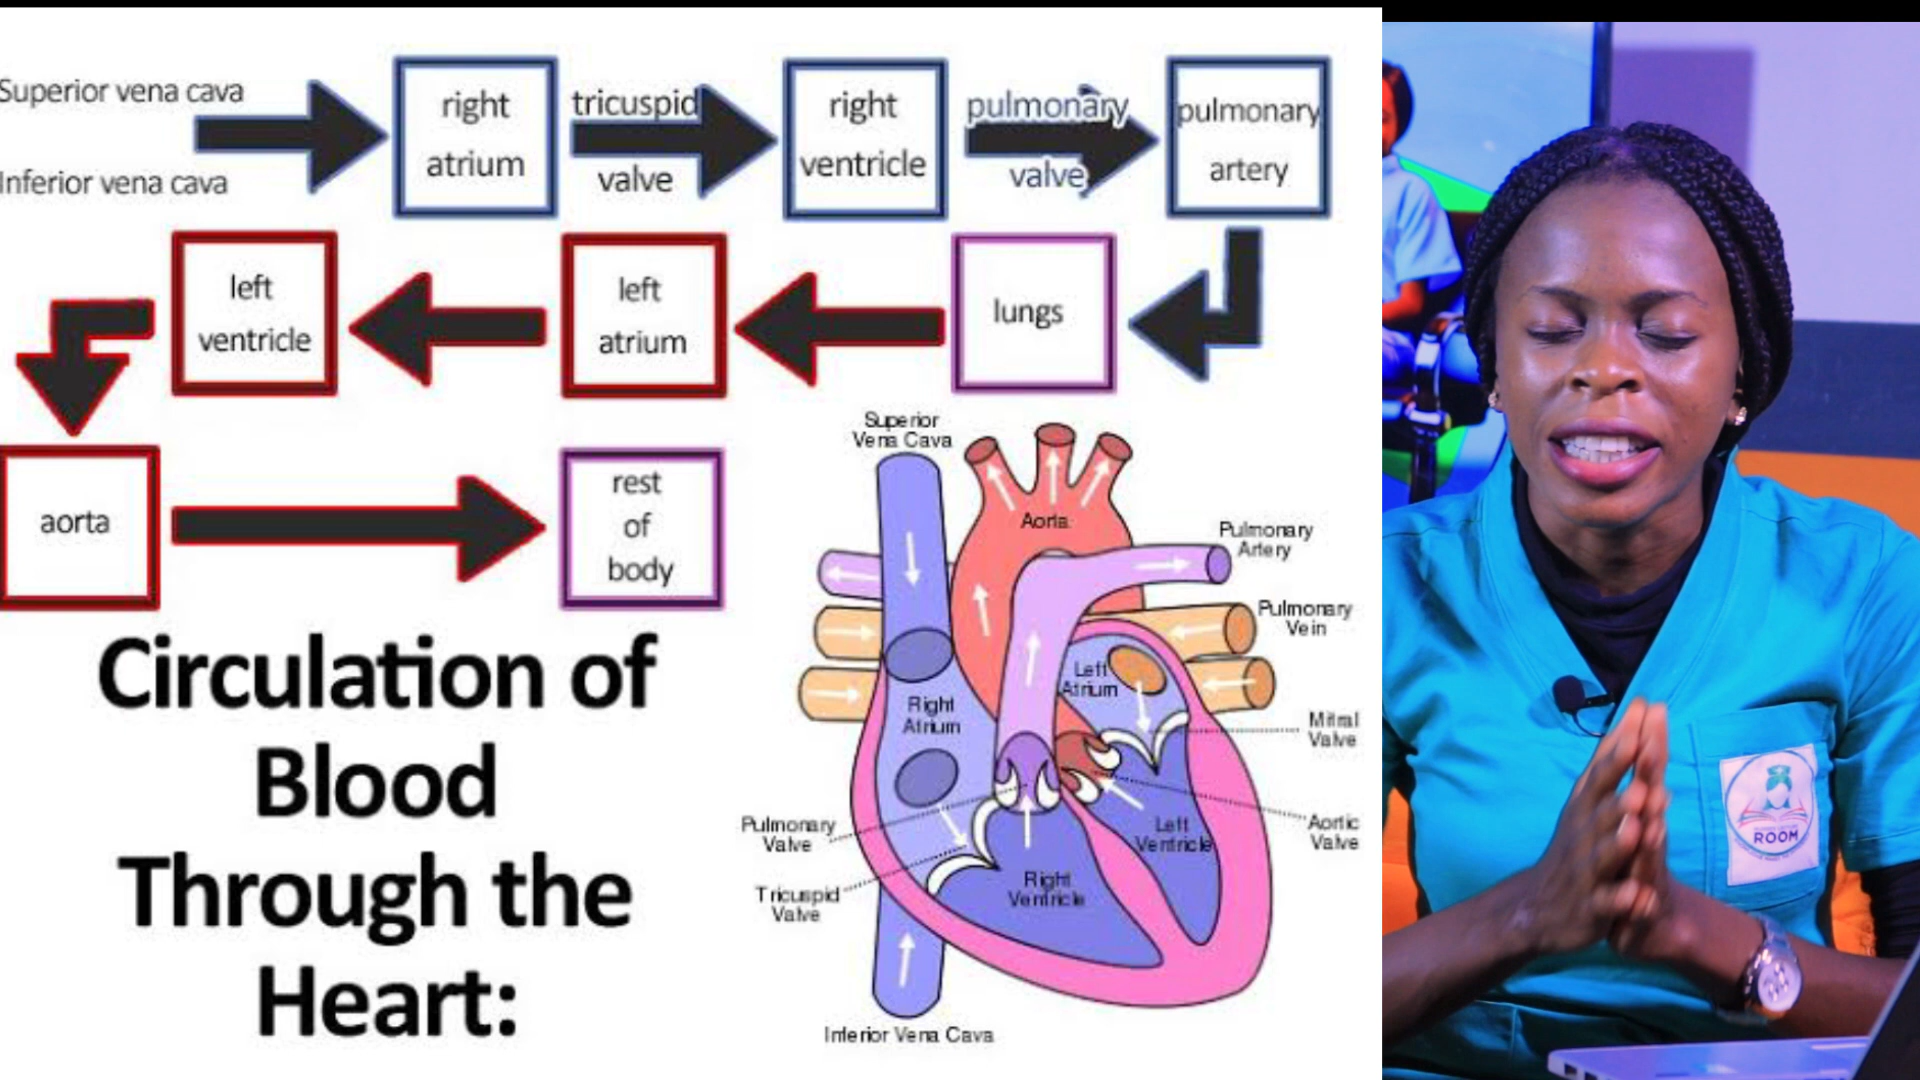 Superior vena cava
Inferior vena cava
right
atrium
tricuspid
valve
right
ventricle
pulmonary
valve
pulmonary
artery
left
ventricle
left
atrium
lungs
aorta
rest
of
body
Circulation of
Blood
Through the
Heart:
Superior
Vena Cava
Aorta
Pulmonary
Artery
Pulmonary
Vein
Left
Atrium
Right
Atrium
Mitral
Valve
Pulmonary
Valve
Left
Ventricle
Aortic
Valve
Right
Ventricle
Tricuspid
Valve
Inferior Vena Cava
ROOM